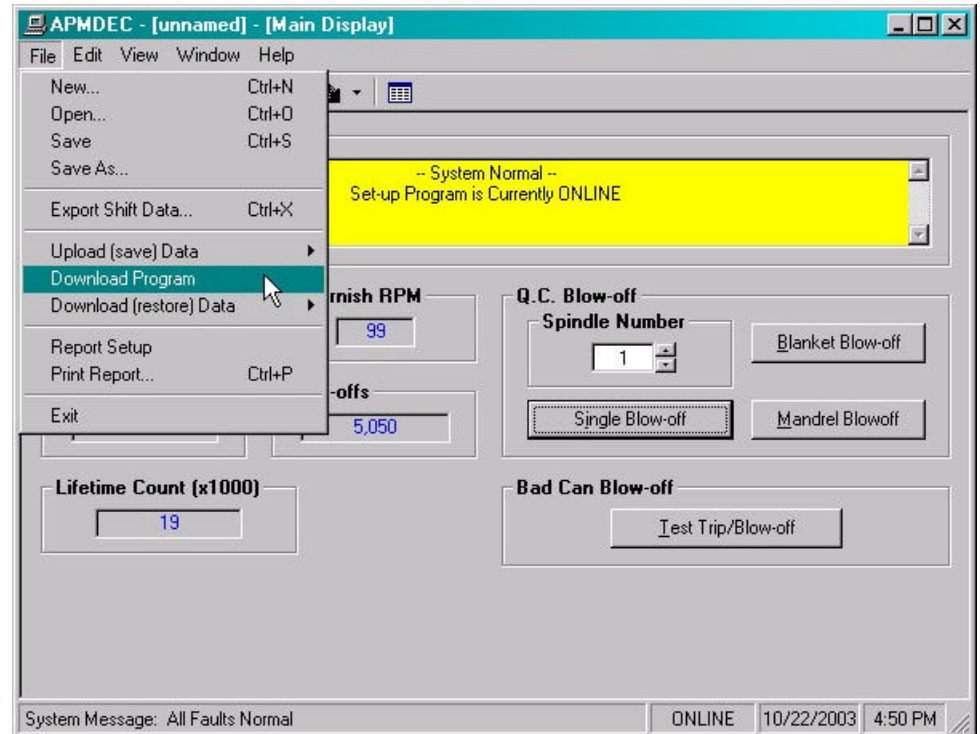 APMDEC - [unnamed] - [Main Display]
File Edit View Window Help
New... Ctrl+N
Open... Ctrl+O
Save Ctrl+S
Save As...
Export Shift Data... Ctrl+X
Upload (save) Data
Download Program
Download (restore) Data
Report Setup
Print Report... Ctrl+P
Exit
-- System Normal --
Set-up Program is Currently ONLINE
rnish RPM
99
-offs
5,050
Q.C. Blow-off
Spindle Number
1
Blanket Blow-off
Single Blow-off
Mandrel Blowoff
Lifetime Count (x1000)
19
Bad Can Blow-off
Test Trip/Blow-off
System Message: All Faults Normal
ONLINE
10/22/2003
4:50 PM